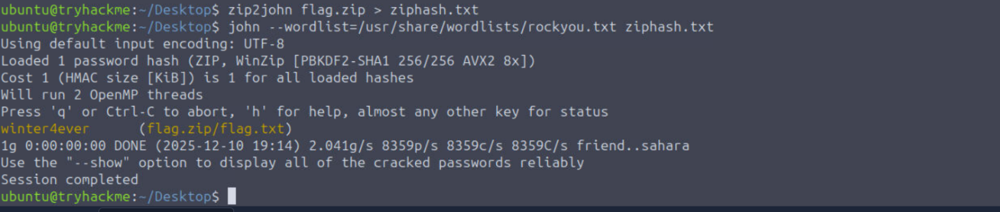 ubuntu@tryhackme:~/Desktop$ zip2john flag.zip > ziphash.txt
ubuntu@tryhackme:~/Desktop$ john --wordlist=/usr/share/wordlists/rockyou.txt ziphash.txt
Using default input encoding: UTF-8
Loaded 1 password hash (ZIP, WinZip [PBKDF2-SHA1 256/256 AVX2 8x])
Cost 1 (HMAC size [KiB]) is 1 for all loaded hashes
Will run 2 OpenMP threads
Press 'q' or Ctrl-C to abort, 'h' for help, almost any other key for status
winter4ever      (flag.zip/flag.txt)
1g 0:00:00:00 DONE (2025-12-10 19:14) 2.041g/s 8359p/s 8359c/s 8359C/s friend..sahara
Use the "--show" option to display all of the cracked passwords reliably
Session completed
ubuntu@tryhackme:~/Desktop$